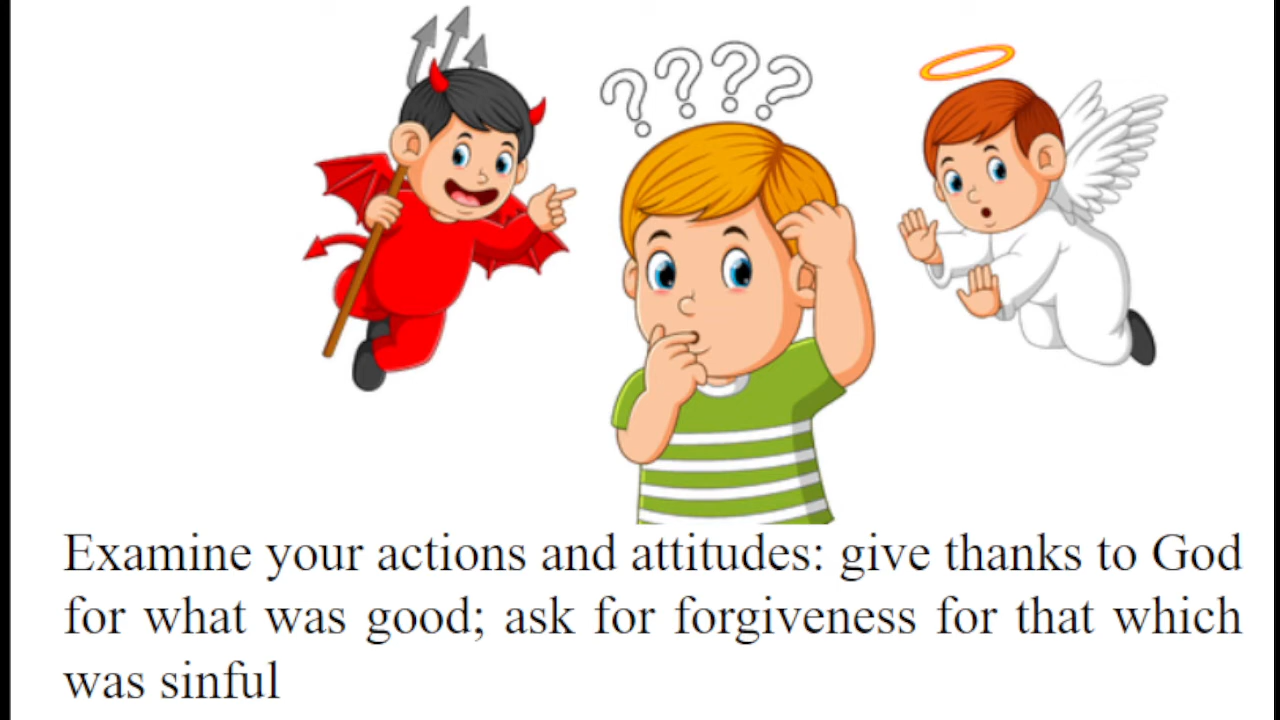 ????
Examine your actions and attitudes: give thanks to God
for what was good; ask for forgiveness for that which
was sinful